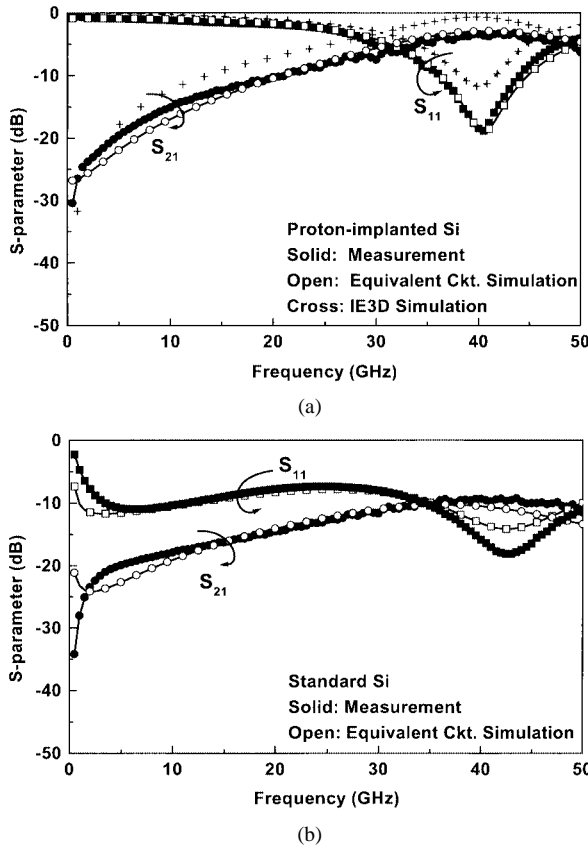 0
-10
-20
-30
-40
-50
S-parameter (dB)
S11
S21
Proton-implanted Si
Solid: Measurement
Open: Equivalent Ckt. Simulation
Cross: IE3D Simulation
0 10 20 30 40 50
Frequency (GHz)
(a)
0
-10
-20
-30
-40
-50
S-parameter (dB)
S11
S21
Standard Si
Solid: Measurement
Open: Equivalent Ckt. Simulation
0 10 20 30 40 50
Frequency (GHz)
(b)